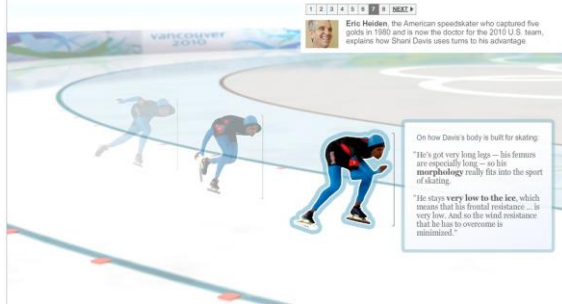 1 2 3 4 5 6 7 8 NEXT
Eric Heiden, the American speedskater who captured five
golds in 1980 and is now the doctor for the 2010 U.S. team,
explains how Shani Davis uses turns to his advantage.
vancouver
2010
On how Davis's body is built for skating:
"He's got very long legs — his femurs
are especially long — so his
morphology really fits into the sport
of skating.
"He stays very low to the ice, which
means that his frontal resistance ... is
very low. And so the wind resistance
that he has to overcome is
minimized."